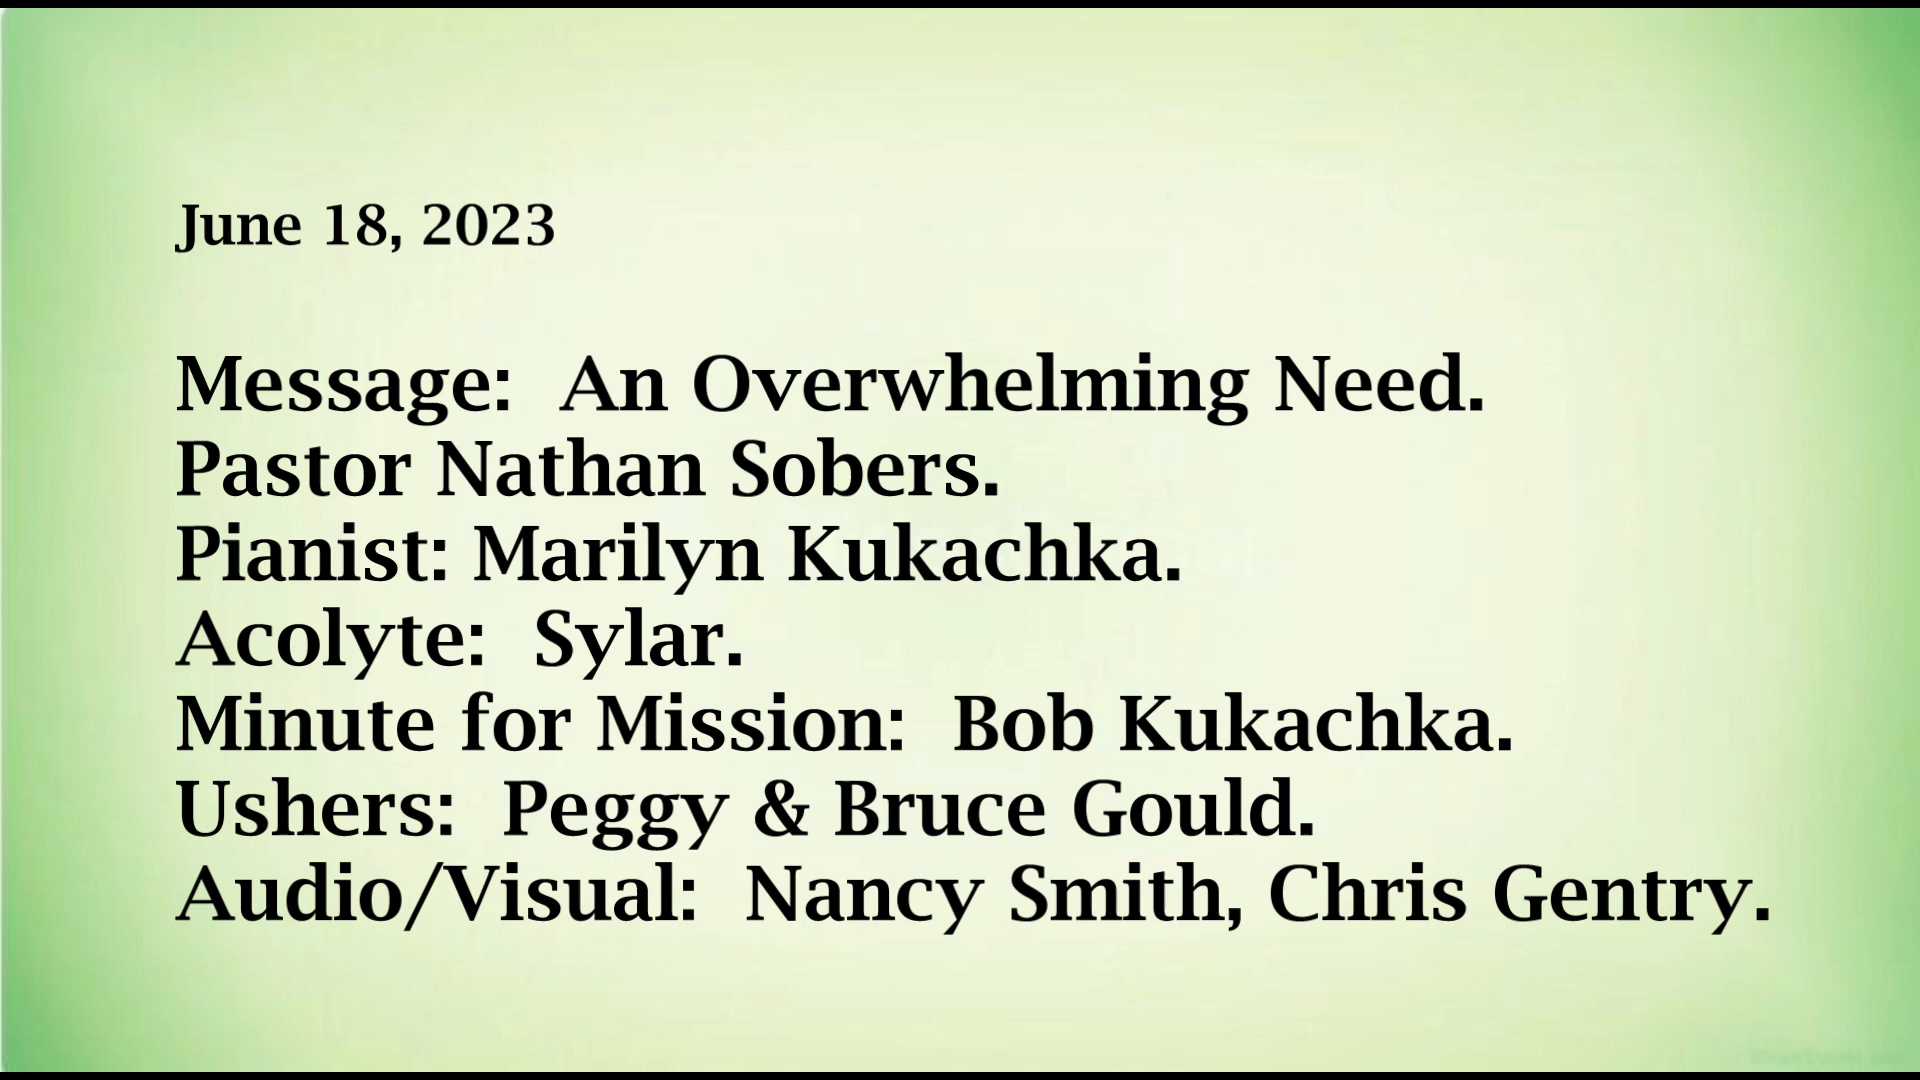 June 18, 2023
Message:  An Overwhelming Need.
Pastor Nathan Sobers.
Pianist: Marilyn Kukachka.
Acolyte:  Sylar.
Minute for Mission:  Bob Kukachka.
Ushers:  Peggy & Bruce Gould.
Audio/Visual:  Nancy Smith, Chris Gentry.